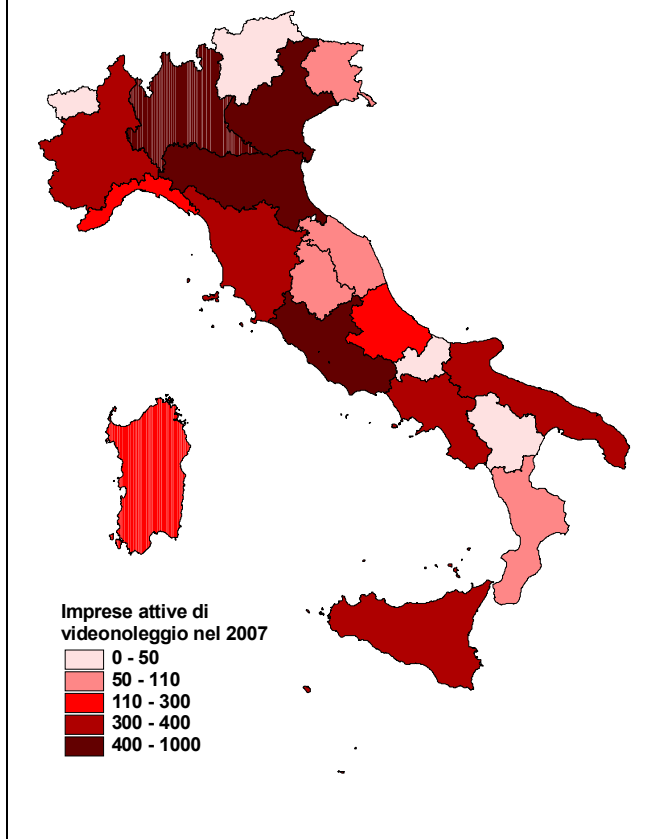 Imprese attive di
videonoleggio nel 2007
0 - 50
50 - 110
110 - 300
300 - 400
400 - 1000